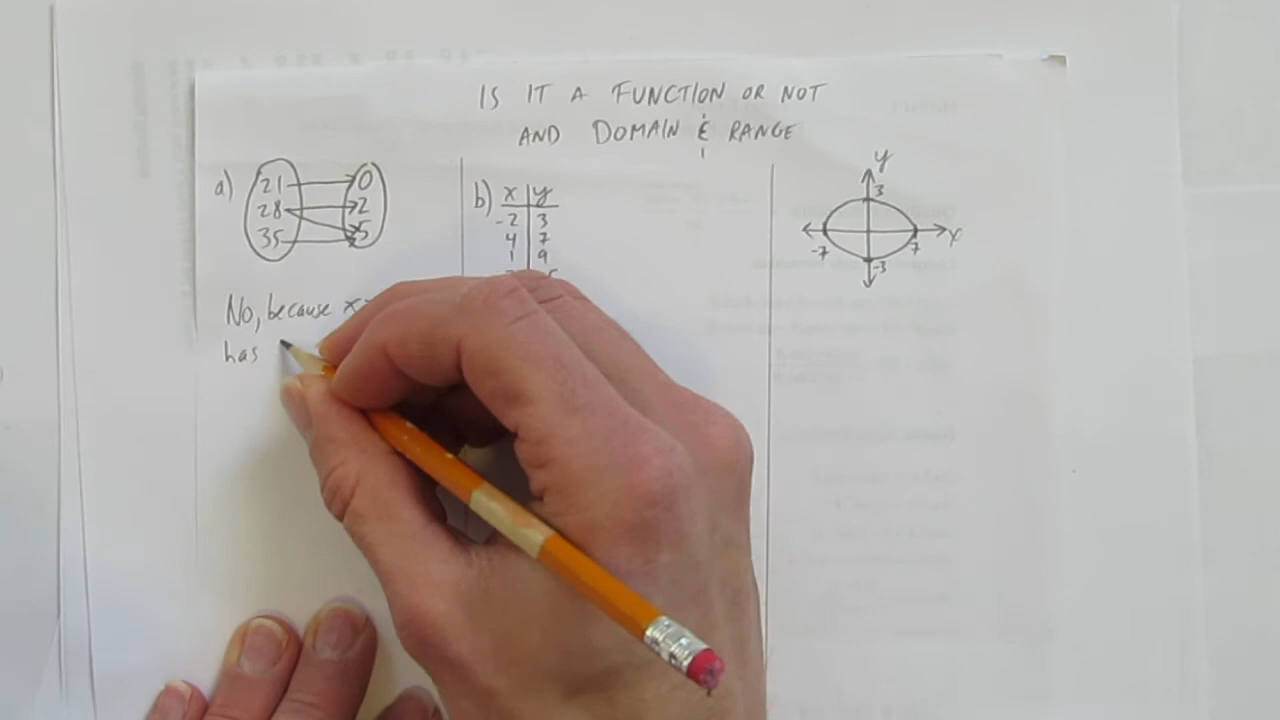 IS IT A FUNCTION OR NOT
AND DOMAIN & RANGE
a)
21 0
28 2
35 5
b)
x y
-2 3
4 7
1 9
y
3
-7 7 x
-3
No, because x
has